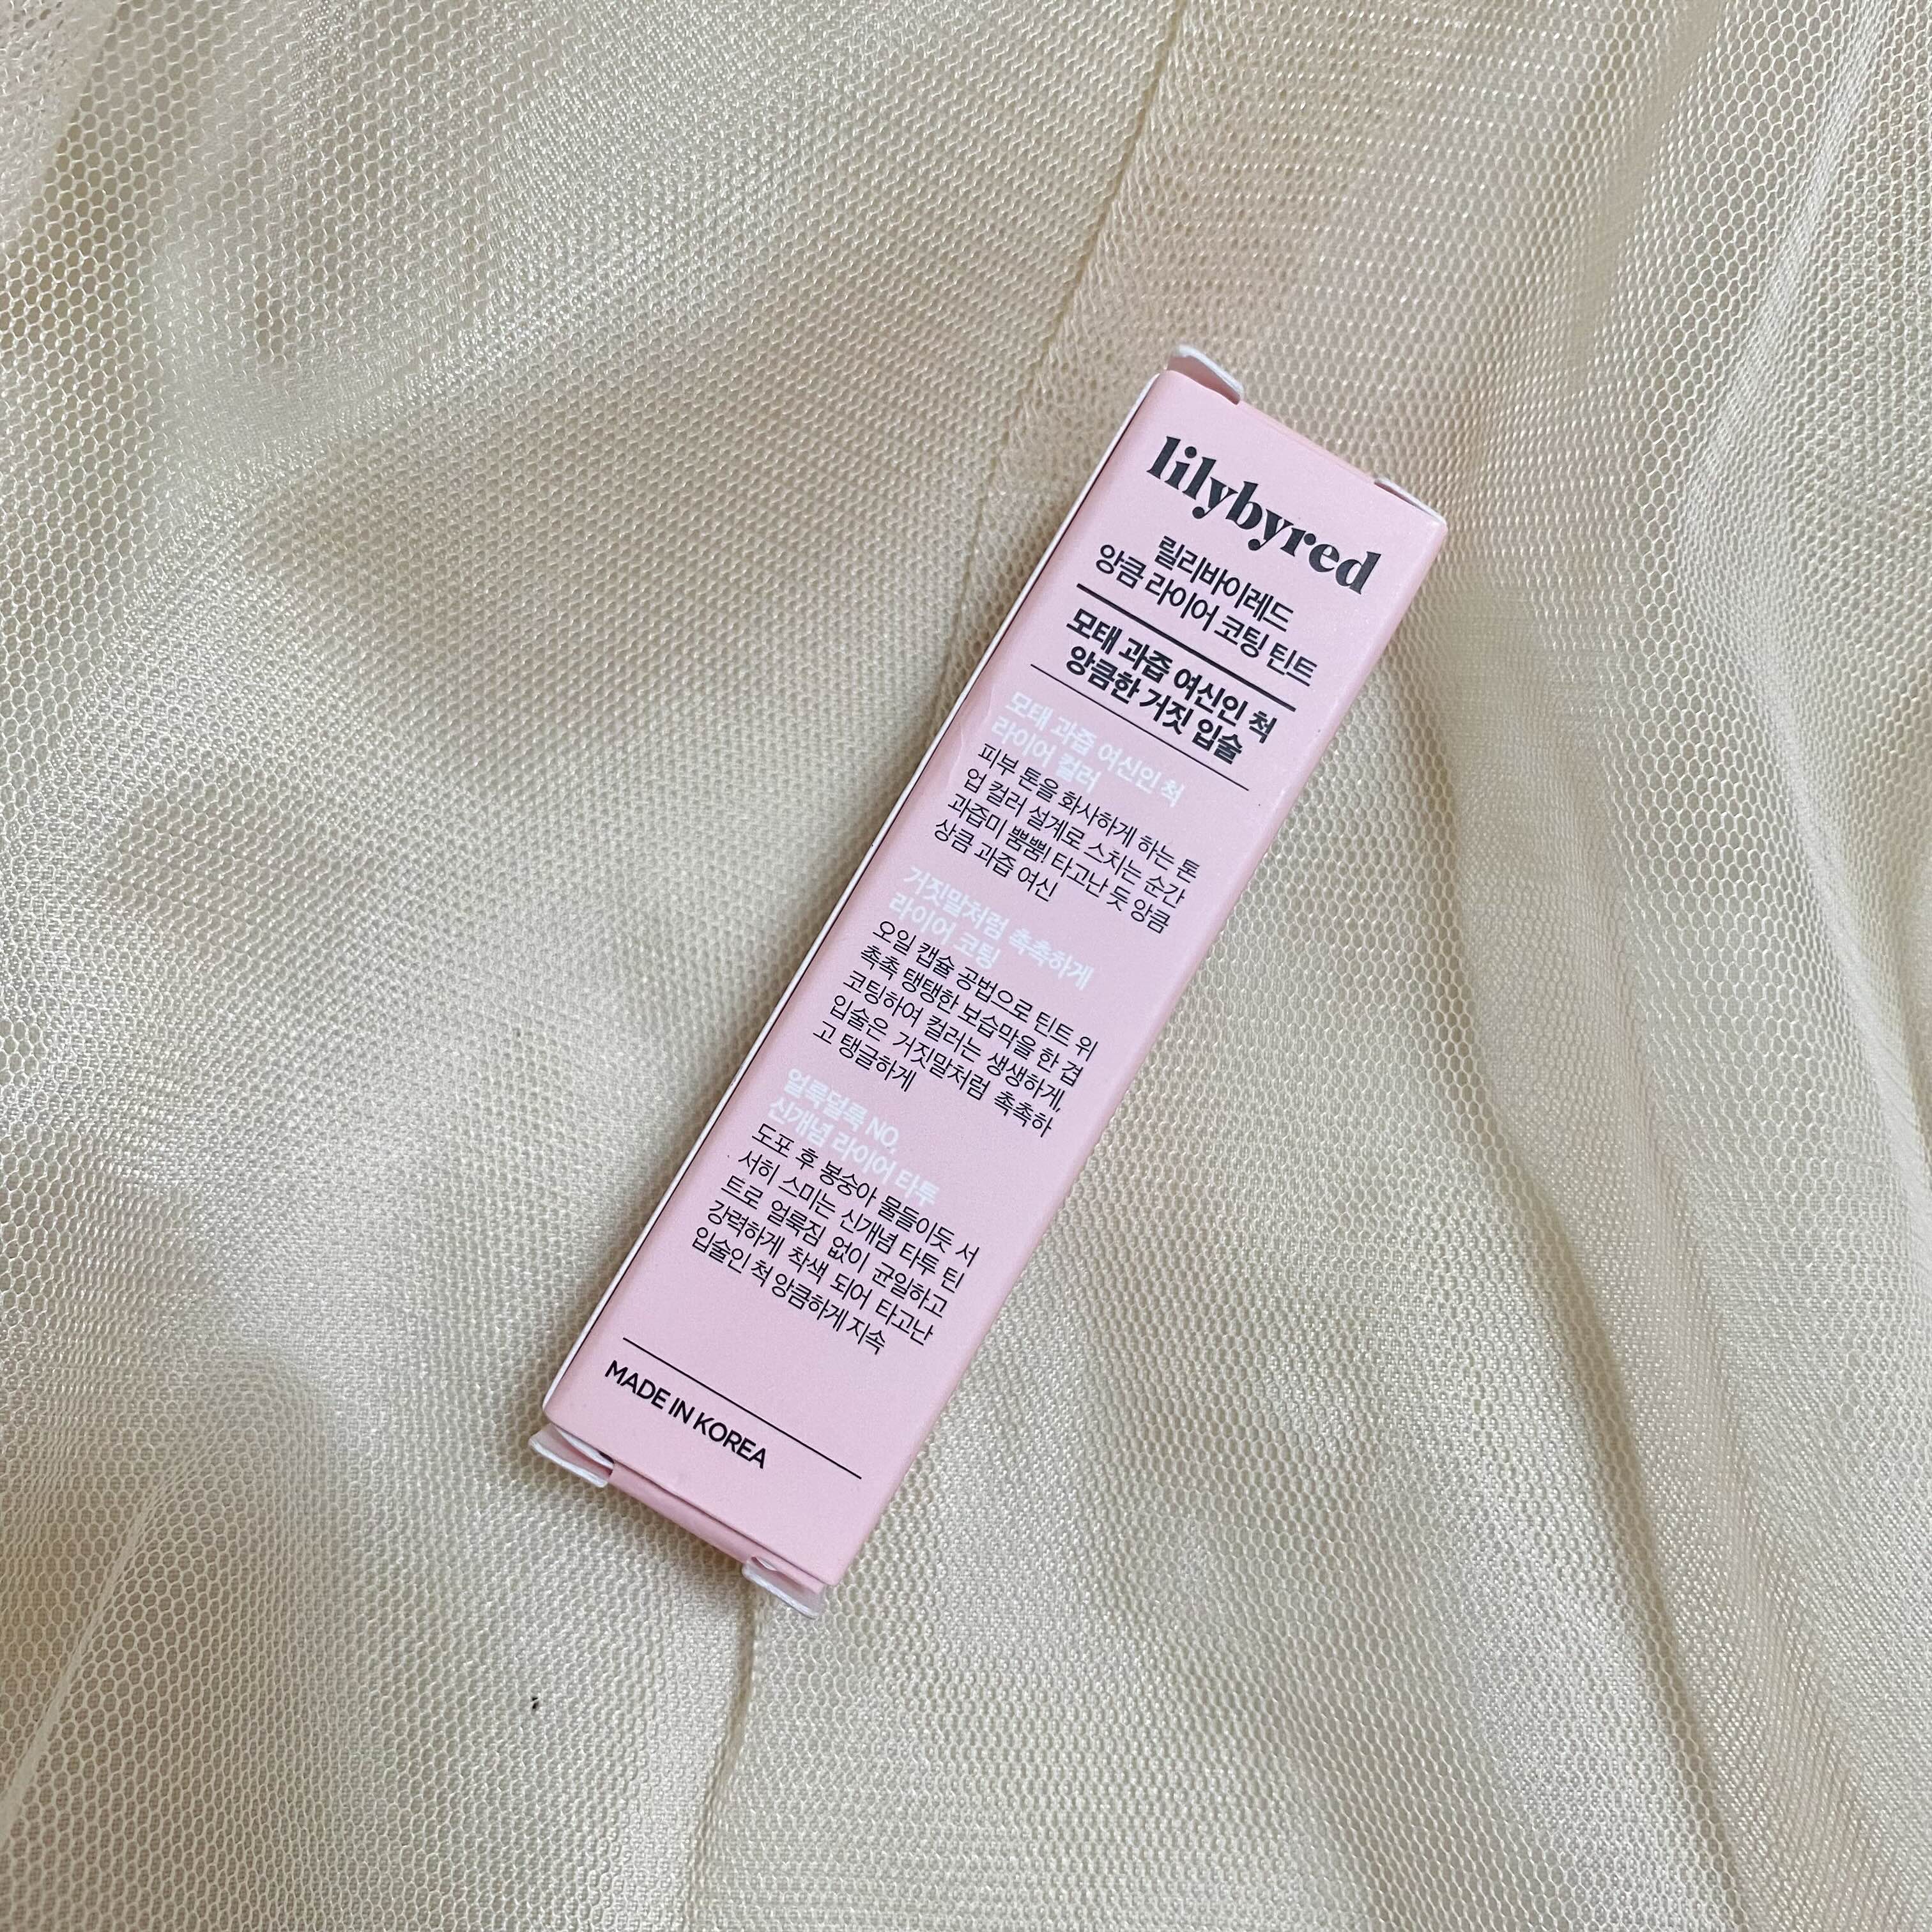 lilybyred
릴리바이레드
앙큼 라이어 코팅 틴트
모태 과즙 여신인 척
앙큼한 거짓 입술
모태 과즙 여신인 척
라이어 컬러
피부 톤을 화사하게 하는 톤
업 컬러 설계로 스치는 순간
과즙미 뿜뿜! 타고난 듯 앙큼
상큼 과즙 여신
거짓말처럼 촉촉하게
라이어 코팅
오일 캡슐 공법으로 틴트 위
촉촉 탱탱한 보습막을 한 겹
코팅하여 컬러는 생생하게,
입술은 거짓말처럼 촉촉하
고 탱글하게
얼룩덜룩 NO,
신개념 라이어 타투
도포 후 봉숭아 물들이듯 서
서히 스미는 신개념 타투 틴
트로 얼룩짐 없이 균일하고
강력하게 착색 되어 타고난
입술인 척 앙큼하게 지속
MADE IN KOREA